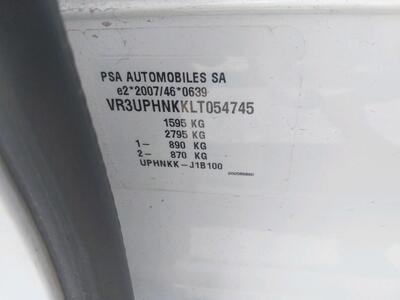 PSA AUTOMOBILES SA
e2*2007/46*0639
VR3UPHNKKLT054745
1595 KG
2795 KG
1- 890 KG
2- 870 KG
UPHNKK-J1B100